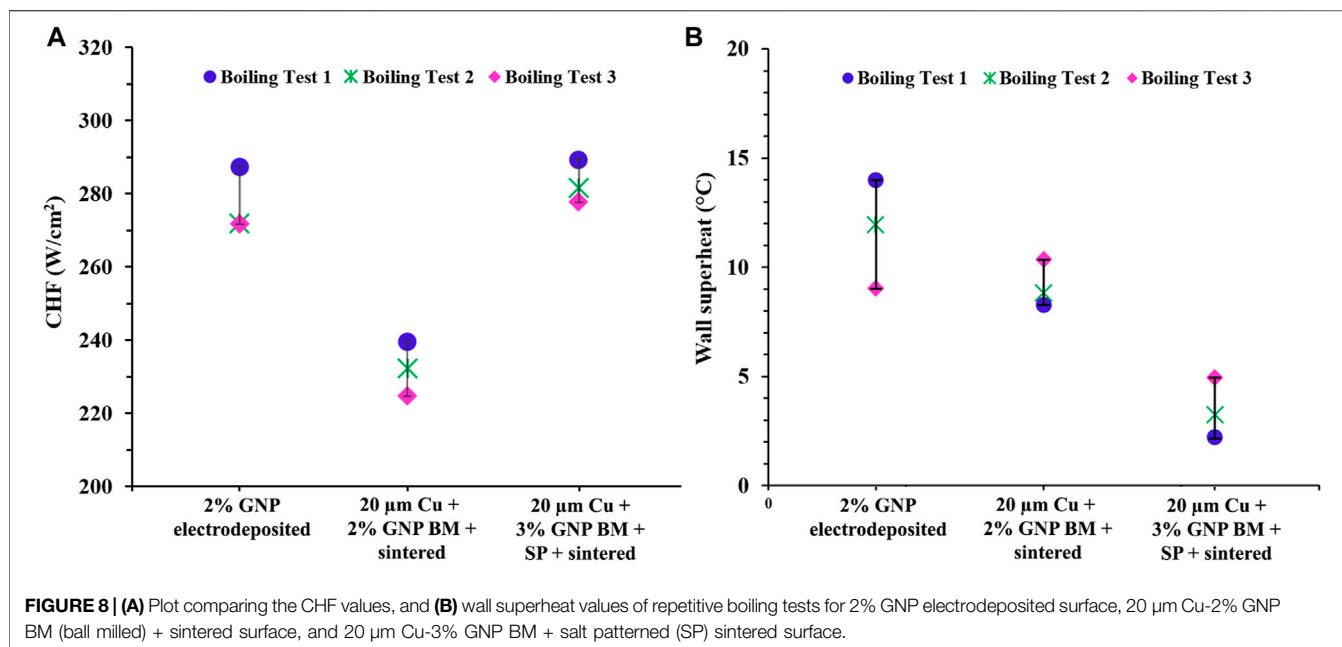 A
320
300
280
260
240
220
200
CHF (W/cm²)
Boiling Test 1 Boiling Test 2 Boiling Test 3
2% GNP
electrodeposited
20 µm Cu +
2% GNP BM +
sintered
20 µm Cu +
3% GNP BM +
SP + sintered
B
20
15
10
5
0
0
Wall superheat (°C)
Boiling Test 1 Boiling Test 2 Boiling Test 3
2% GNP
electrodeposited
20 µm Cu +
2% GNP BM +
sintered
20 µm Cu +
3% GNP BM +
SP + sintered
FIGURE 8 | (A) Plot comparing the CHF values, and (B) wall superheat values of repetitive boiling tests for 2% GNP electrodeposited surface, 20 µm Cu-2% GNP
BM (ball milled) + sintered surface, and 20 µm Cu-3% GNP BM + salt patterned (SP) sintered surface.